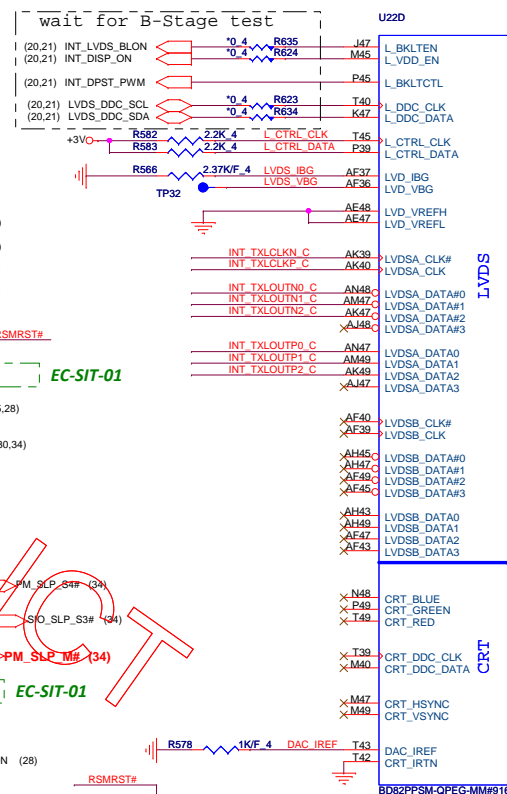 wait for B-Stage test
U22D
(20,21) INT_LVDS_BLON *0_4 R635 J47 L_BKLTEN
(20,21) INT_DISP_ON *0_4 R624 M45 L_VDD_EN
(20,21) INT_DPST_PWM P45 L_BKLTCTL
(20,21) LVDS_DDC_SCL *0_4 R623 T40 L_DDC_CLK
(20,21) LVDS_DDC_SDA *0_4 R634 K47 L_DDC_DATA
+3V R582 2.2K_4 L_CTRL_CLK T45 L_CTRL_CLK
R583 2.2K_4 L_CTRL_DATA P39 L_CTRL_DATA
R566 2.37K/F_4 LVDS_IBG AF37 LVD_IBG
TP32 LVDS_VBG AF36 LVD_VBG
AE48 LVD_VREFH
AE47 LVD_VREFL
LVDS
INT_TXLCLKN_C AK39 LVDSA_CLK#
INT_TXLCLKP_C AK40 LVDSA_CLK
INT_TXLOUTN0_C AN48 LVDSA_DATA#0
INT_TXLOUTN1_C AM47 LVDSA_DATA#1
INT_TXLOUTN2_C AK47 LVDSA_DATA#2
AJ48 LVDSA_DATA#3
RSMRST#
INT_TXLOUTP0_C AN47 LVDSA_DATA0
INT_TXLOUTP1_C AM49 LVDSA_DATA1
INT_TXLOUTP2_C AK49 LVDSA_DATA2
AJ47 LVDSA_DATA3
EC-SIT-01
,28)
AF40 LVDSB_CLK#
AF39 LVDSB_CLK
0,34)
AH45 LVDSB_DATA#0
AH47 LVDSB_DATA#1
AF49 LVDSB_DATA#2
AF45 LVDSB_DATA#3
AH43 LVDSB_DATA0
AH49 LVDSB_DATA1
AF47 LVDSB_DATA2
AF43 LVDSB_DATA3
CT
PM_SLP_S4# (34)
SIO_SLP_S3# (34)
PM_SLP_M# (34)
EC-SIT-01
CRT
N48 CRT_BLUE
P49 CRT_GREEN
T49 CRT_RED
T39 CRT_DDC_CLK
M40 CRT_DDC_DATA
M47 CRT_HSYNC
M49 CRT_VSYNC
R578 1K/F_4 DAC_IREF T43 DAC_IREF
T42 CRT_IRTN
N (28)
RSMRST#
BD82PPSM-QPEG-MM#916